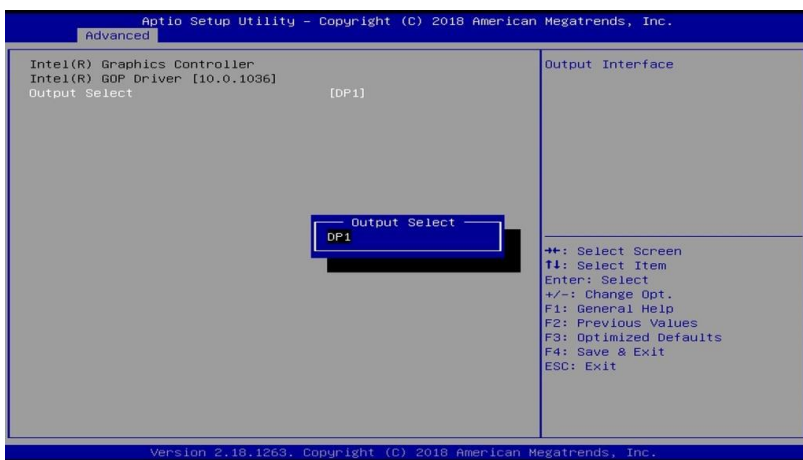 Aptio Setup Utility – Copyright (C) 2018 American Megatrends, Inc.
Advanced
Intel(R) Graphics Controller
Intel(R) GOP Driver [10.0.1036]
Output Select [DP1]
Output Interface
Output Select
DP1
→←: Select Screen
↑↓: Select Item
Enter: Select
+/-: Change Opt.
F1: General Help
F2: Previous Values
F3: Optimized Defaults
F4: Save & Exit
ESC: Exit
Version 2.18.1263. Copyright (C) 2018 American Megatrends, Inc.